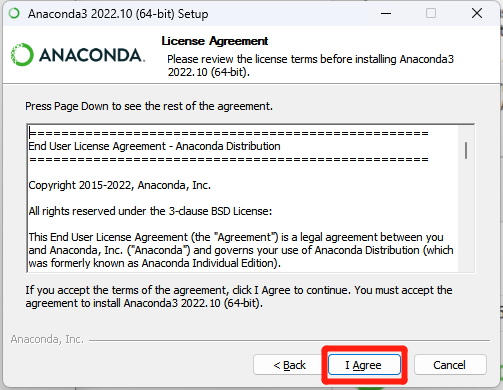 Anaconda3 2022.10 (64-bit) Setup
ANACONDA.
License Agreement
Please review the license terms before installing Anaconda3
2022.10 (64-bit).
Press Page Down to see the rest of the agreement.
==================================================
End User License Agreement - Anaconda Distribution
==================================================
Copyright 2015-2022, Anaconda, Inc.
All rights reserved under the 3-clause BSD License:
This End User License Agreement (the "Agreement") is a legal agreement between you
and Anaconda, Inc. ("Anaconda") and governs your use of Anaconda Distribution (which
was formerly known as Anaconda Individual Edition).
If you accept the terms of the agreement, click I Agree to continue. You must accept the
agreement to install Anaconda3 2022.10 (64-bit).
Anaconda, Inc.
< Back
I Agree
Cancel